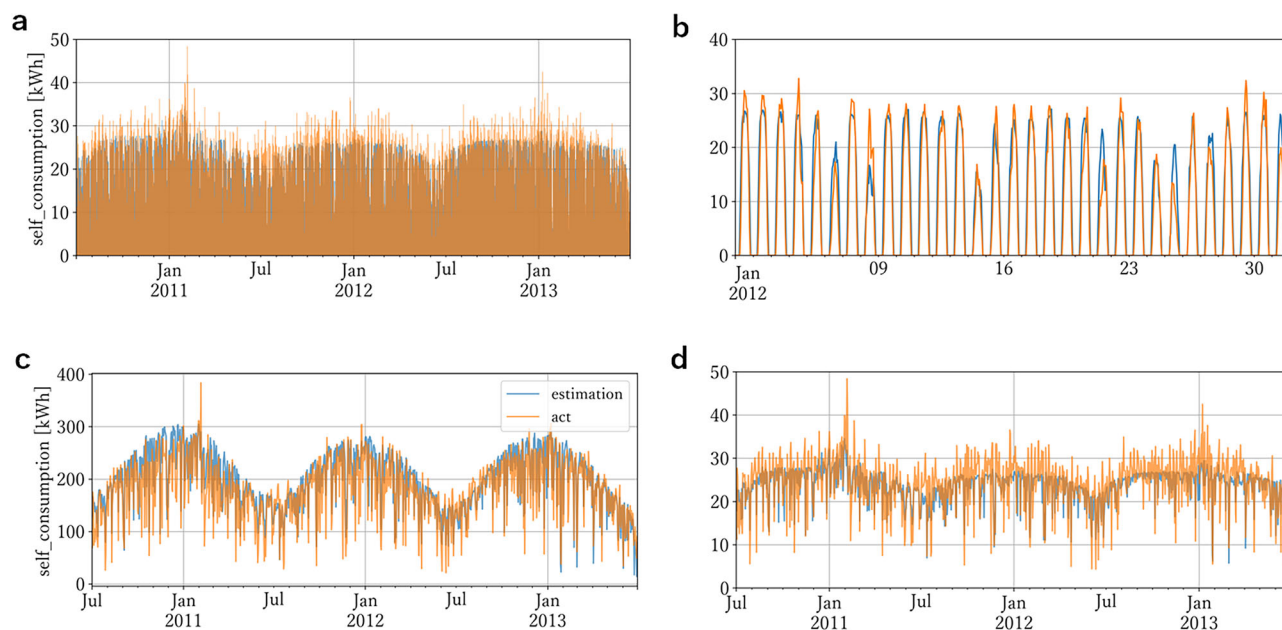 a
50
40
30
20
10
0
self_consumption [kWh]
Jan
2011
Jul
Jan
2012
Jul
Jan
2013
b
40
30
20
10
0
Jan
2012
09
16
23
30
c
400
300
200
100
0
self_consumption [kWh]
estimation
act
Jul
Jan
2011
Jul
Jan
2012
Jul
Jan
2013
d
50
40
30
20
10
0
Jul
Jan
2011
Jul
Jan
2012
Jul
Jan
2013